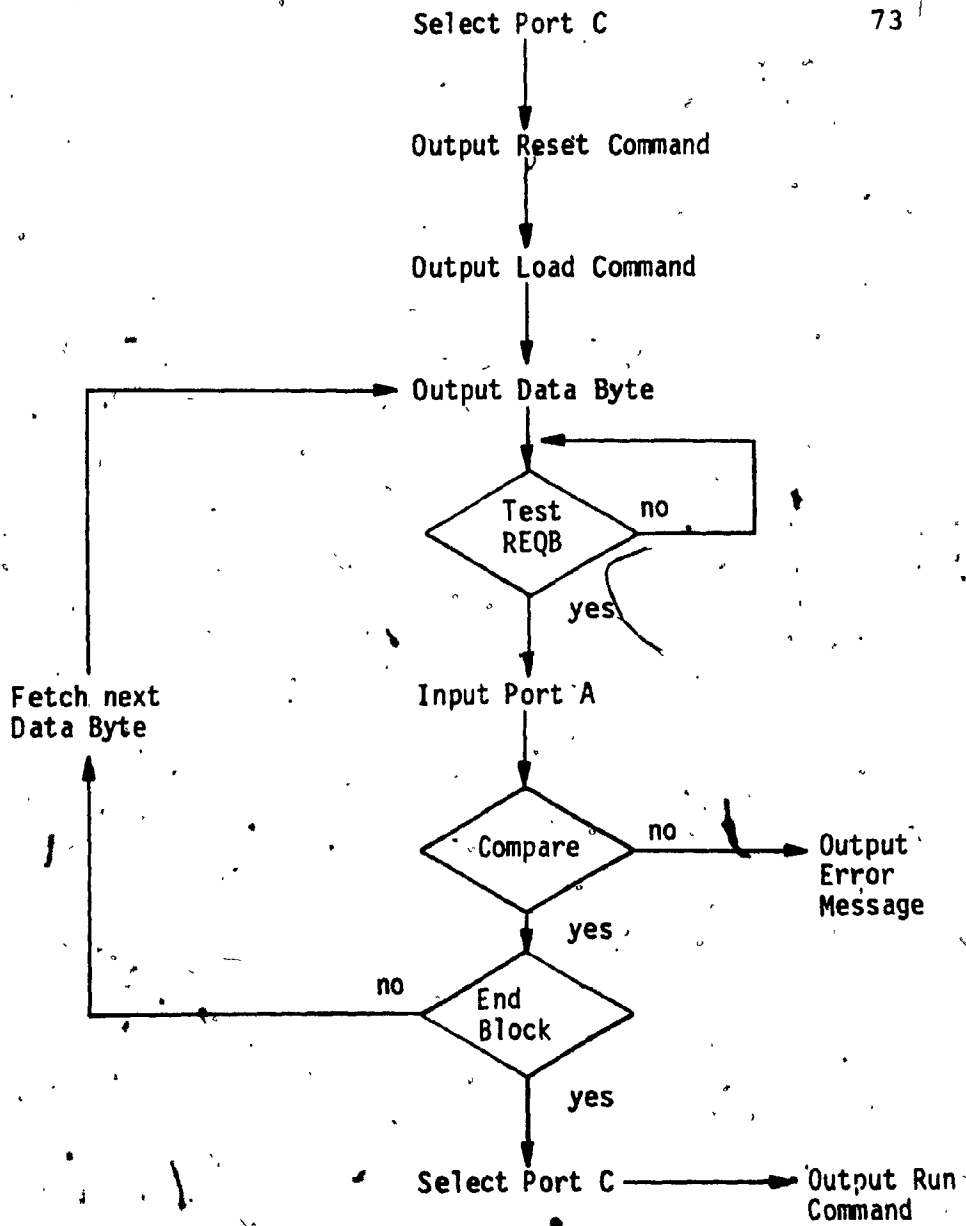 Select Port C
73
Output Reset Command
Output Load Command
Output Data Byte
Test
REQB
no
yes
Input Port A
Fetch next
Data Byte
Compare
no
Output
Error
Message
yes
no
End
Block
yes
Select Port C
Output Run
Command